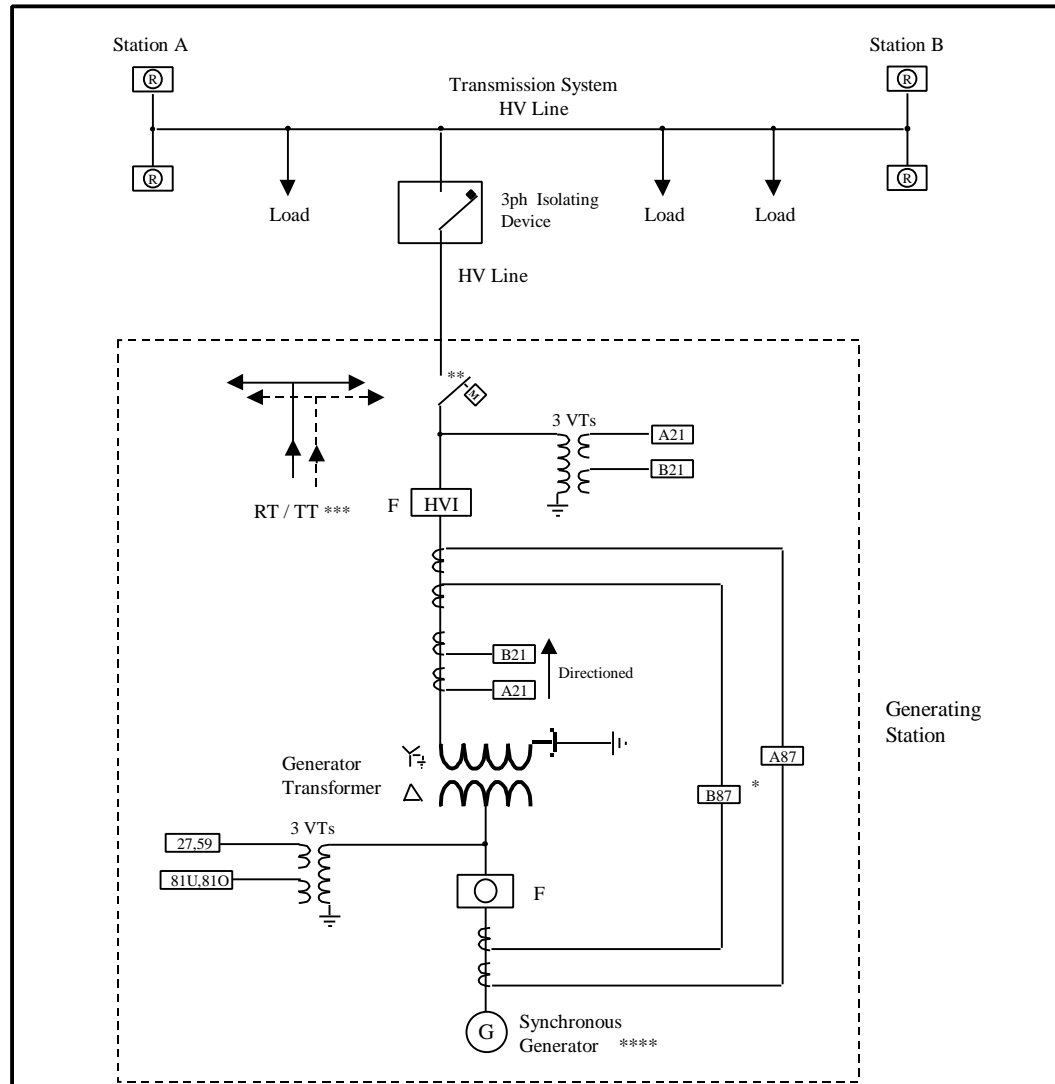 Station A
Station B
R
R
Transmission System
HV Line
R
R
Load
3ph Isolating
Device
Load
Load
HV Line
**
M
3 VTs
A21
B21
RT / TT ***
F
HVI
B21
Directioned
A21
Generating
Station
Generator
Transformer
A87
B87
*
3 VTs
27,59
81U,81O
F
G
Synchronous
Generator ****